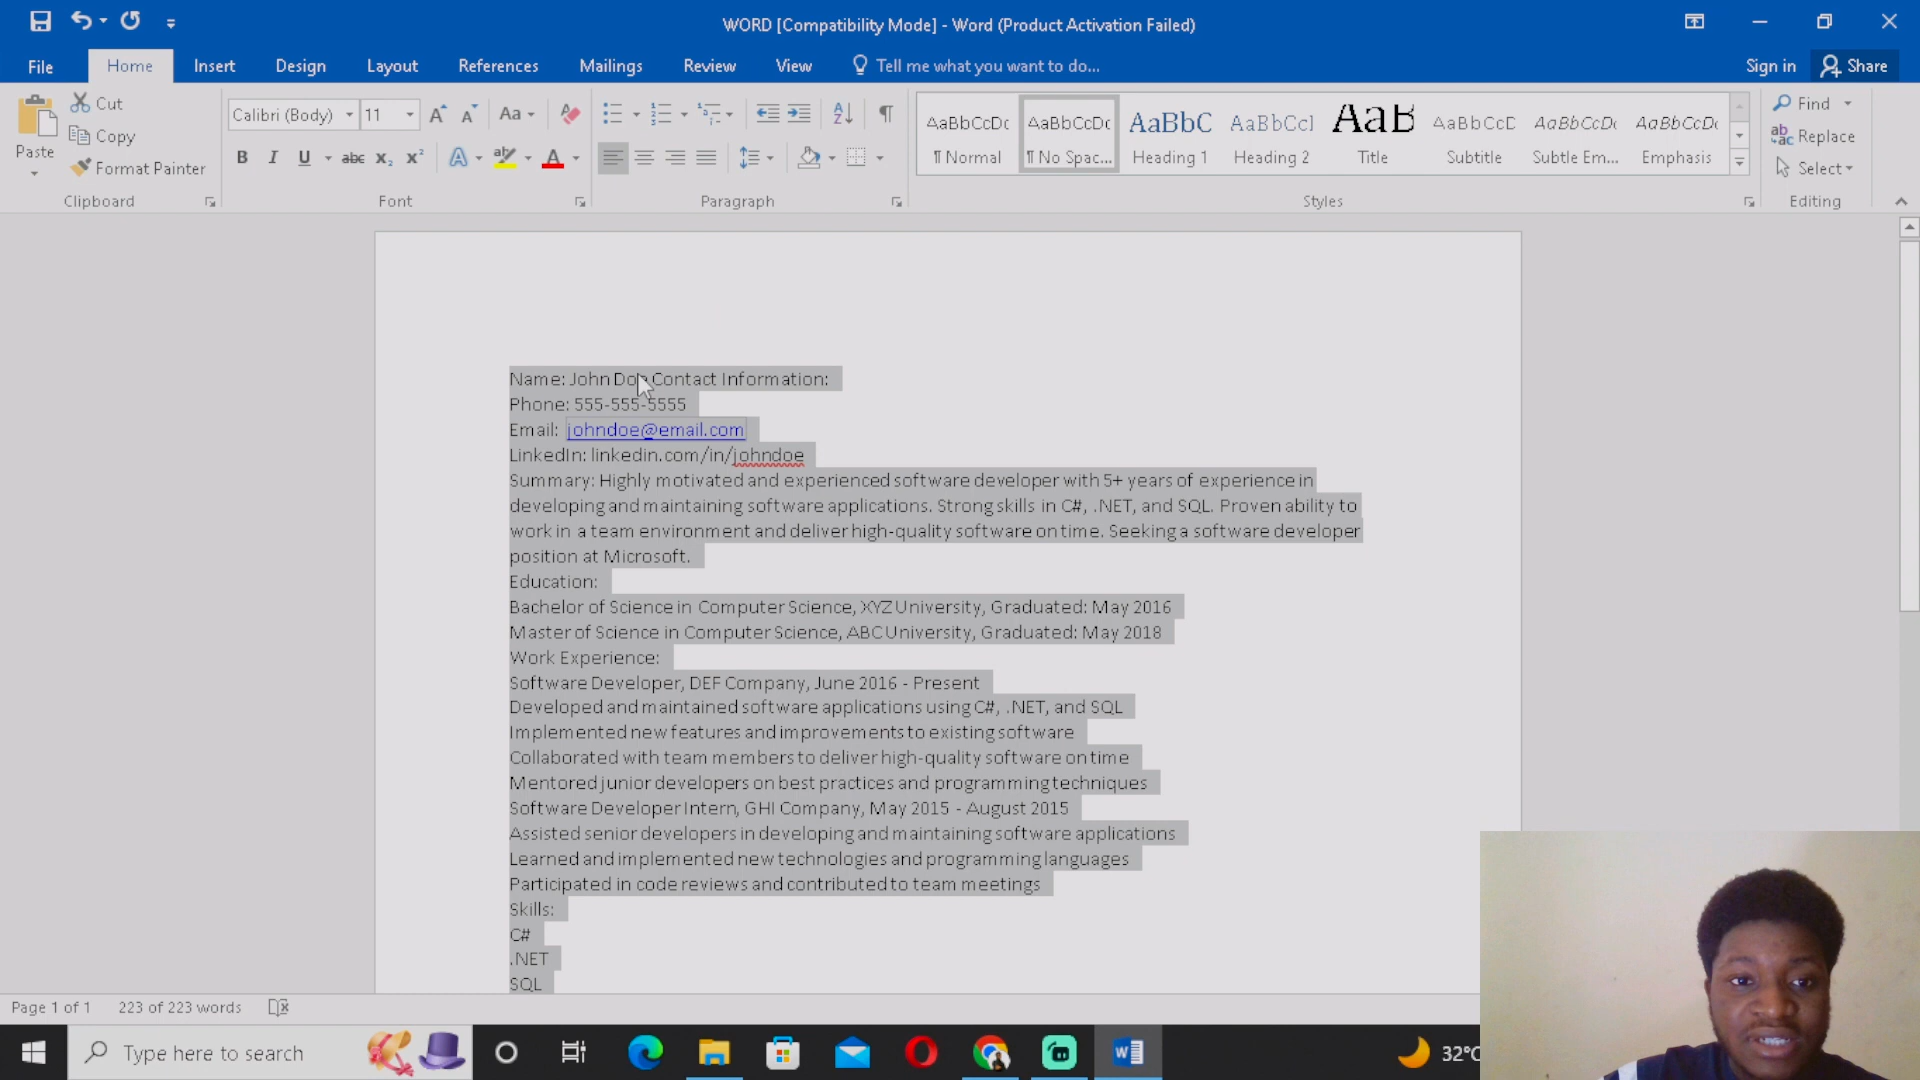 WORD [Compatibility Mode] - Word (Product Activation Failed)
File Home Insert Design Layout References Mailings Review View Tell me what you want to do... Sign in Share
Paste Cut Copy Format Painter
Clipboard
Calibri (Body) 11 Aa
B I U abc x₂ x² A ab A
Font
Paragraph
AaBbCcDc AaBbCcDc AaBbC AaBbCcl AaB AaBbCcD AaBbCcDc AaBbCcDc
¶ Normal ¶ No Spac... Heading 1 Heading 2 Title Subtitle Subtle Em... Emphasis
Styles
Find
Replace
Select
Editing
Name: John Doe Contact Information:
Phone: 555-555-5555
Email: johndoe@email.com
LinkedIn: linkedin.com/in/johndoe
Summary: Highly motivated and experienced software developer with 5+ years of experience in
developing and maintaining software applications. Strong skills in C#, .NET, and SQL. Proven ability to
work in a team environment and deliver high-quality software on time. Seeking a software developer
position at Microsoft.
Education:
Bachelor of Science in Computer Science, XYZ University, Graduated: May 2016
Master of Science in Computer Science, ABC University, Graduated: May 2018
Work Experience:
Software Developer, DEF Company, June 2016 - Present
Developed and maintained software applications using C#, .NET, and SQL
Implemented new features and improvements to existing software
Collaborated with team members to deliver high-quality software on time
Mentored junior developers on best practices and programming techniques
Software Developer Intern, GHI Company, May 2015 - August 2015
Assisted senior developers in developing and maintaining software applications
Learned and implemented new technologies and programming languages
Participated in code reviews and contributed to team meetings
Skills:
C#
.NET
SQL
Page 1 of 1 223 of 223 words
Type here to search
32°C